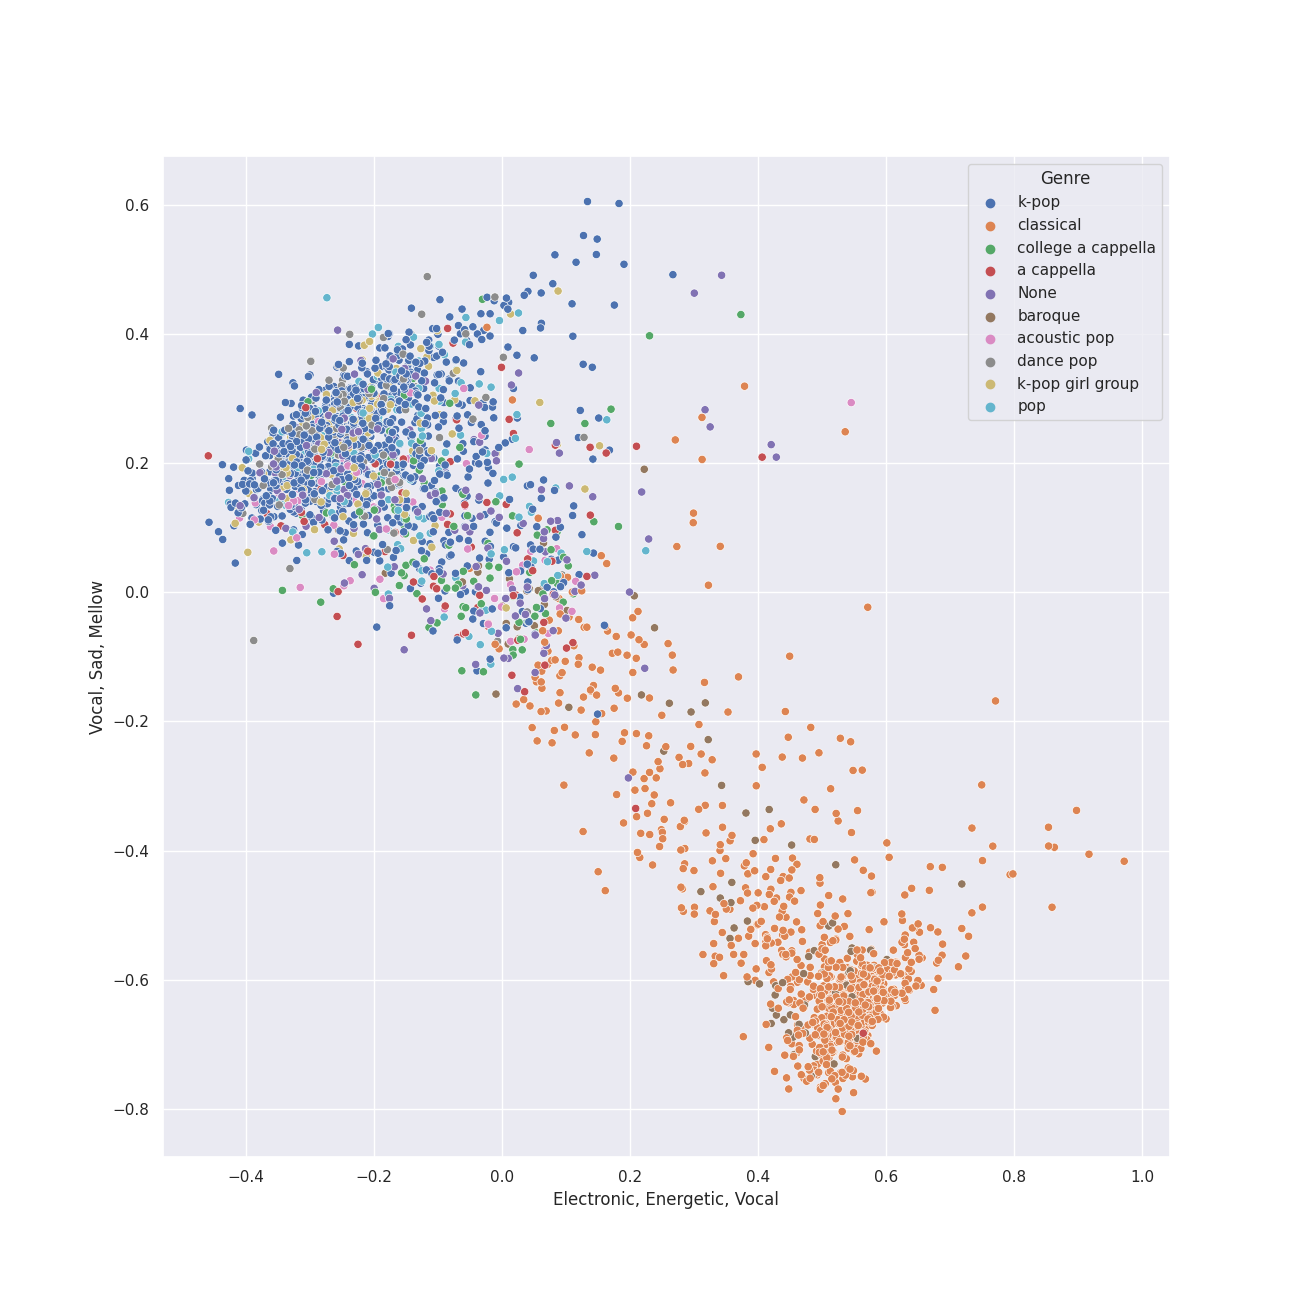 Genre
k-pop
classical
college a cappella
a cappella
None
baroque
acoustic pop
dance pop
k-pop girl group
pop
0.6
0.4
0.2
0.0
−0.2
−0.4
−0.6
−0.8
Vocal, Sad, Mellow
−0.4 −0.2 0.0 0.2 0.4 0.6 0.8 1.0
Electronic, Energetic, Vocal